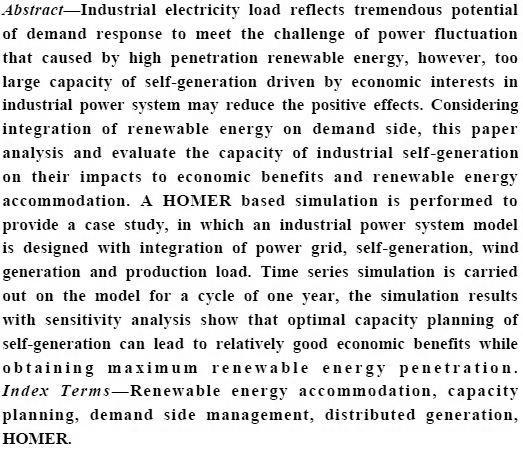 Abstract—Industrial electricity load reflects tremendous potential
of demand response to meet the challenge of power fluctuation
that caused by high penetration renewable energy, however, too
large capacity of self-generation driven by economic interests in
industrial power system may reduce the positive effects. Considering
integration of renewable energy on demand side, this paper
analysis and evaluate the capacity of industrial self-generation
on their impacts to economic benefits and renewable energy
accommodation. A HOMER based simulation is performed to
provide a case study, in which an industrial power system model
is designed with integration of power grid, self-generation, wind
generation and production load. Time series simulation is carried
out on the model for a cycle of one year, the simulation results
with sensitivity analysis show that optimal capacity planning of
self-generation can lead to relatively good economic benefits while
obtaining maximum renewable energy penetration.
Index Terms—Renewable energy accommodation, capacity
planning, demand side management, distributed generation,
HOMER.